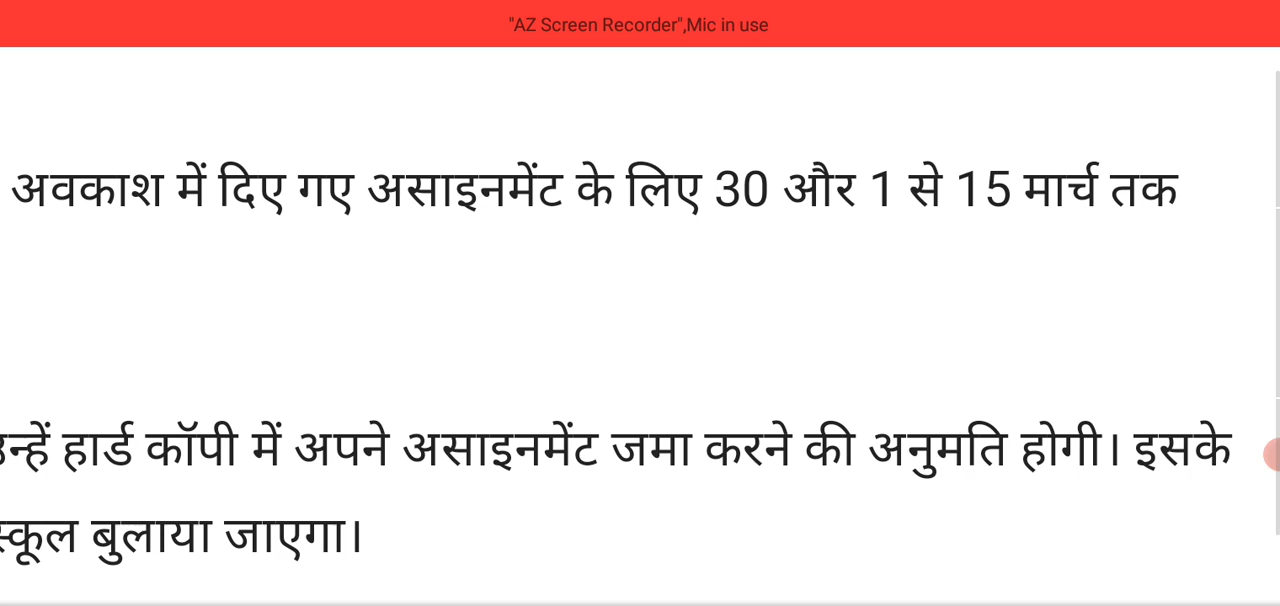 "AZ Screen Recorder",Mic in use
अवकाश में दिए गए असाइनमेंट के लिए 30 और 1 से 15 मार्च तक
उन्हें हार्ड कॉपी में अपने असाइनमेंट जमा करने की अनुमति होगी। इसके
स्कूल बुलाया जाएगा।